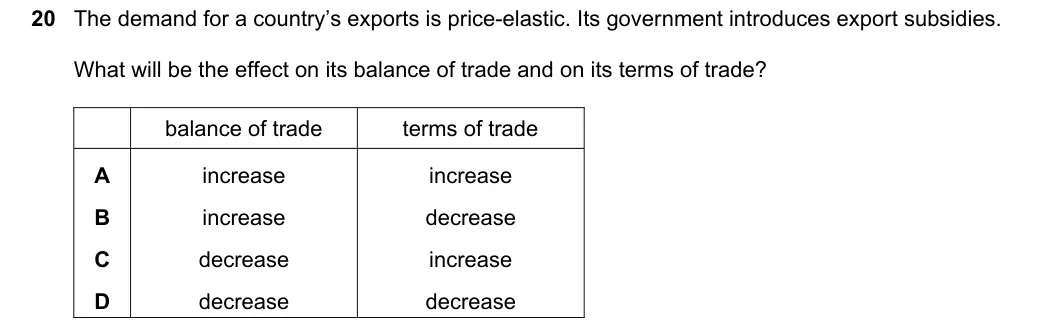 20 The demand for a country’s exports is price-elastic. Its government introduces export subsidies.
What will be the effect on its balance of trade and on its terms of trade?
balance of trade terms of trade
A increase increase
B increase decrease
C decrease increase
D decrease decrease